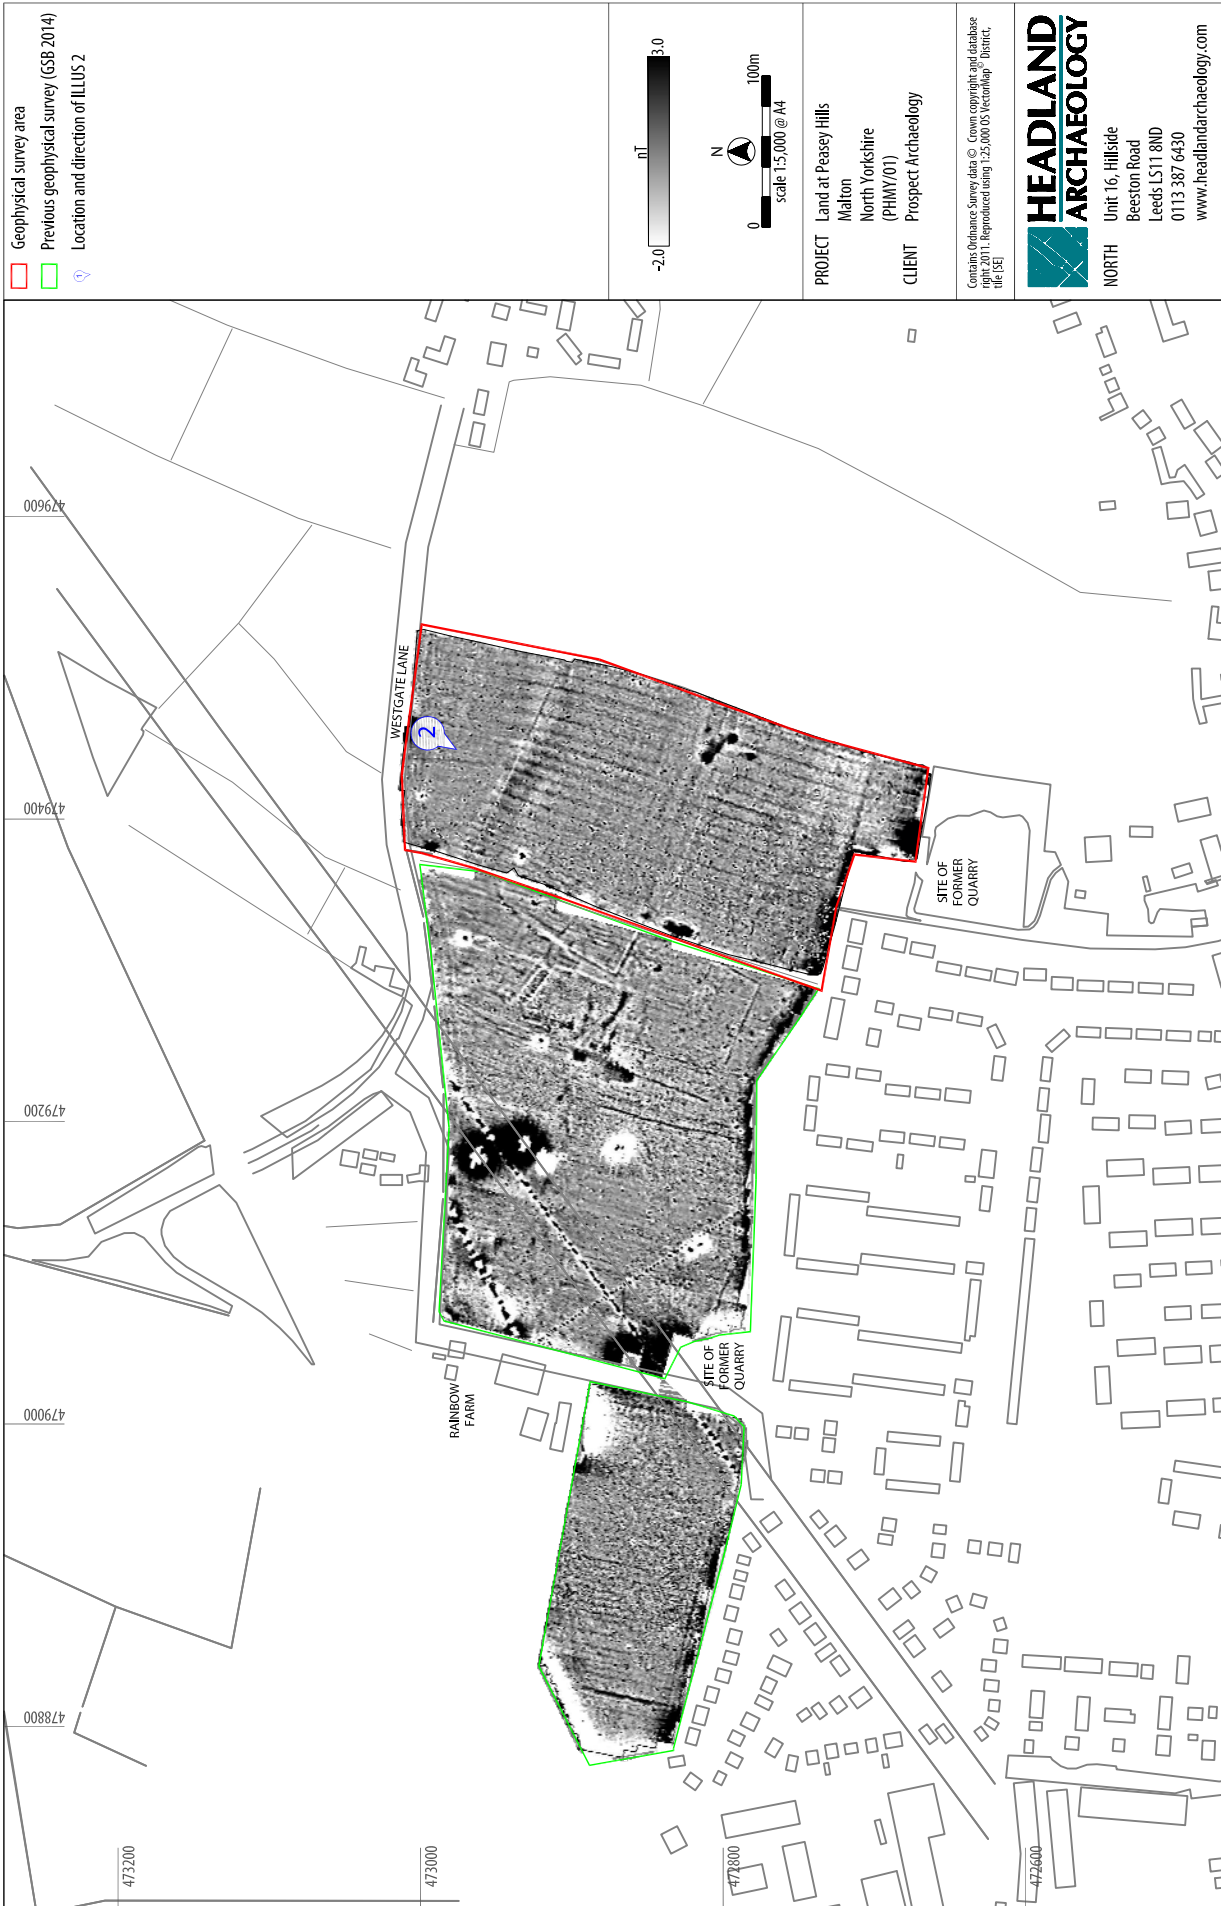 Geophysical survey area
Previous geophysical survey (GSB 2014)
1
Location and direction of ILLUS 2
nT
-2.0
3.0
N
0
100m
scale 1:5,000 @ A4
PROJECT
Land at Peasey Hills
Malton
North Yorkshire
(PHMY/01)
CLIENT
Prospect Archaeology
Contains Ordnance Survey data © Crown copyright and database
right 2011. Reproduced using 1:25,000 OS VectorMap© District,
tile [SE]
HEADLAND
ARCHAEOLOGY
NORTH
Unit 16, Hillside
Beeston Road
Leeds LS11 8ND
0113 387 6430
www.headlandarchaeology.com
478800
479000
479200
479400
479600
473200
473000
472800
472600
WESTGATE LANE
2
RAINBOW
FARM
SITE OF
FORMER
QUARRY
SITE OF
FORMER
QUARRY